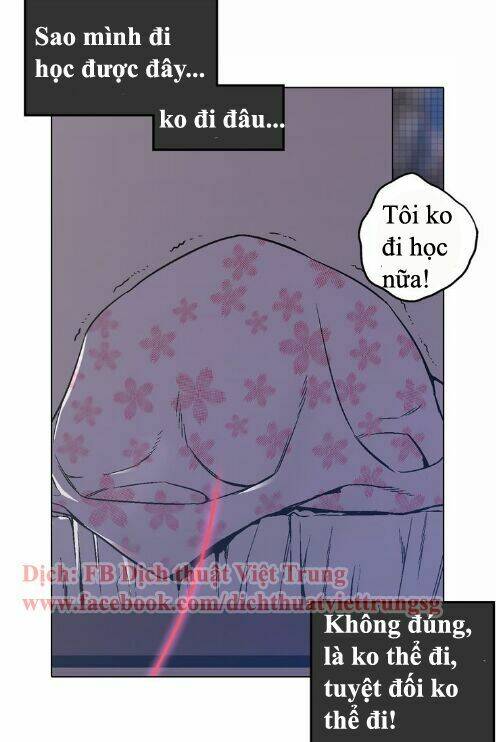 Sao mình đi
học được đây...
ko đi đâu...
Tôi ko
đi học
nữa!
Dịch: FB Dịch thuật Việt Trung
www.facebook.com/dichthuatviettrungsg
Không đúng,
là ko thể đi,
tuyệt đối ko
thể đi!